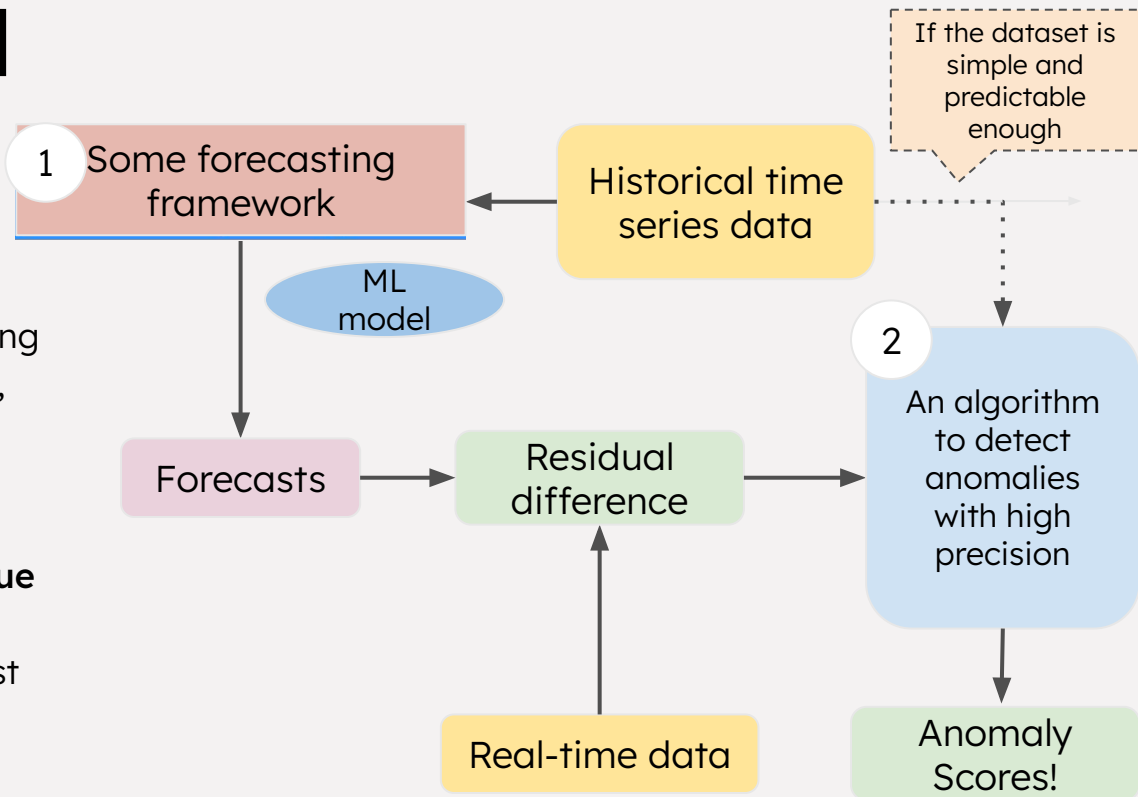 If the dataset is
simple and
predictable
enough
1
Some forecasting
framework
Historical time
series data
ML
model
ing
,
2
An algorithm
to detect
anomalies
with high
precision
Forecasts
Residual
difference
ue
st
Real-time data
Anomaly
Scores!